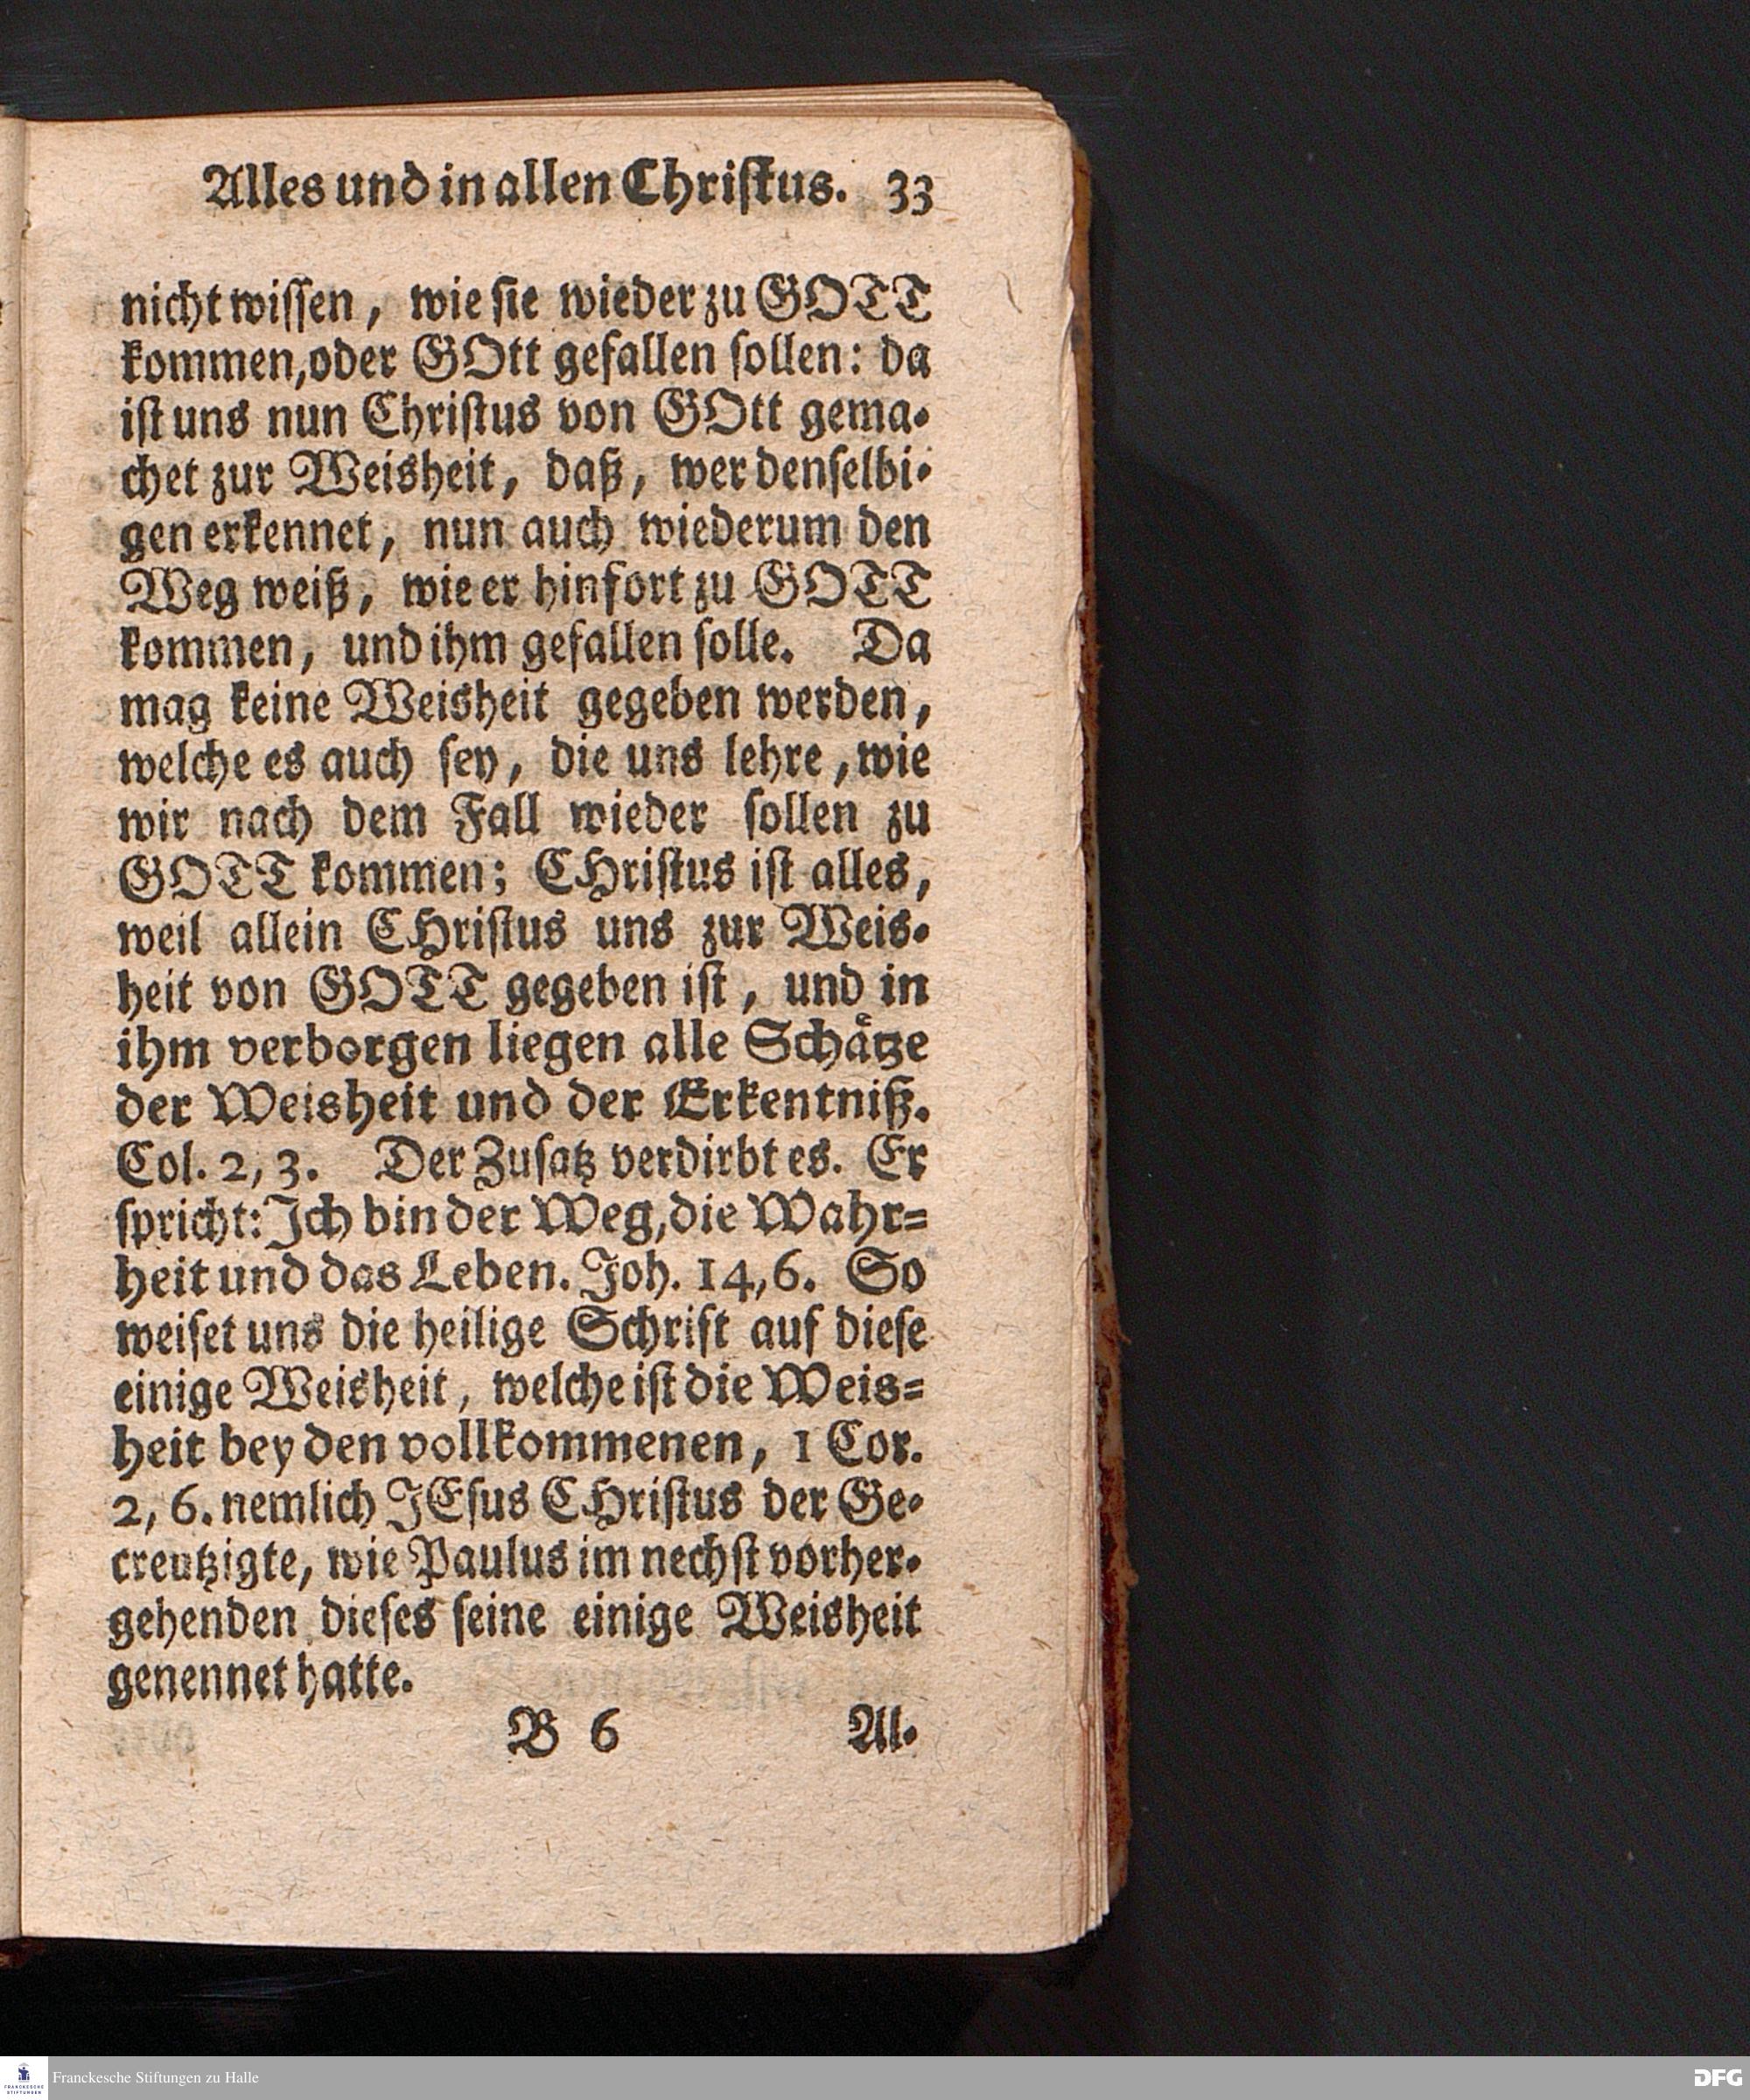 Alles und in allen Chriſtus. 33
nicht wiſſen, wie ſie wieder zu GOTT
kommen, oder GOtt gefallen ſollen: da
iſt uns nun Chriſtus von GOtt gema-
chet zur Weisheit, daß, wer denſelbi-
gen erkennet, nun auch wiederum den
Weg weiß, wie er hinfort zu GOTT
kommen, und ihm gefallen ſolle. Da
mag keine Weisheit gegeben werden,
welche es auch ſey, die uns lehre, wie
wir nach dem Fall wieder ſollen zu
GOTT kommen; CHriſtus iſt alles,
weil allein CHriſtus uns zur Weis-
heit von GOTT gegeben iſt, und in
ihm verborgen liegen alle Schaͤtze
der Weisheit und der Erkentniß.
Col. 2, 3. Der Zuſatz verdirbt es. Er
ſpricht: Ich bin der Weg, die Wahr-
heit und das Leben. Joh. 14, 6. So
weiſet uns die heilige Schrift auf dieſe
einige Weisheit, welche iſt die Weis-
heit bey den vollkommenen, 1 Cor.
2, 6. nemlich JEſus CHriſtus der Ge-
creutzigte, wie Paulus im nechſt vorher-
gehenden dieſes ſeine einige Weisheit
genennet hatte.
B 6 Al-
Franckesche Stiftungen zu Halle
FRANCKESCHE STIFTUNGEN
DFG